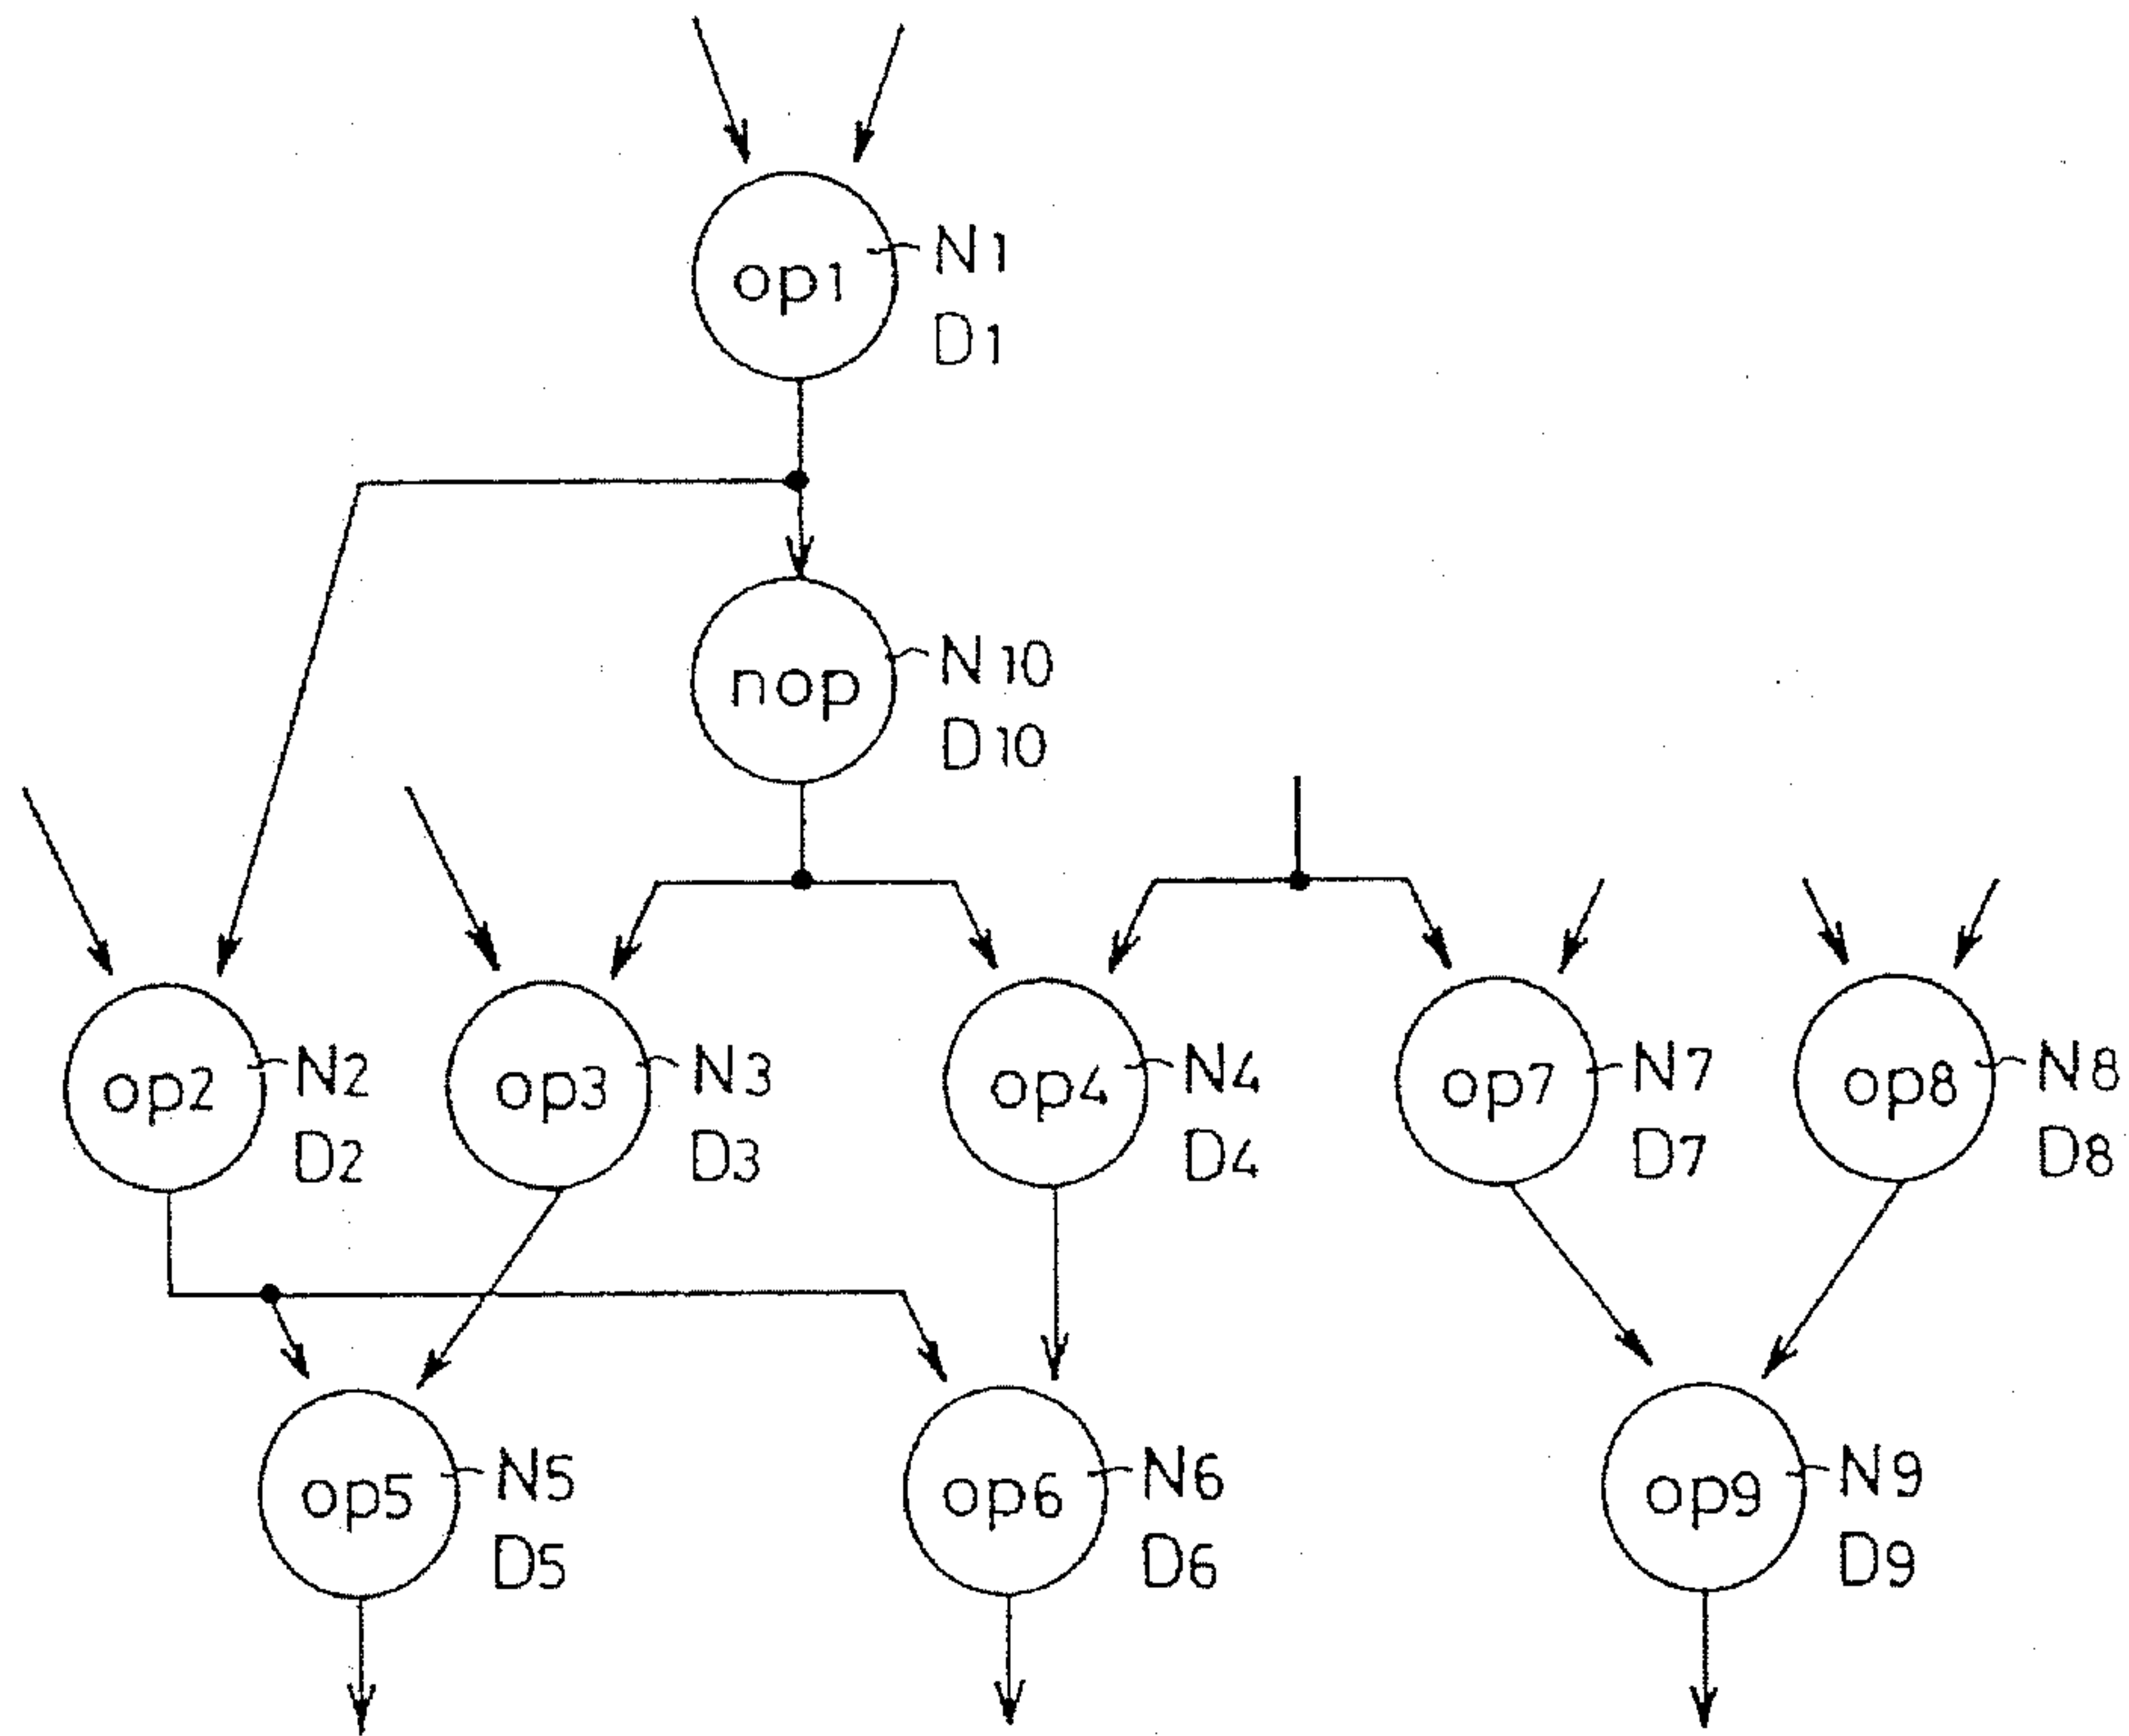 op1 N1
D1
nop N10
D10
op2 N2 op3 N3 op4 N4 op7 N7 op8 N8
D2 D3 D4 D7 D8
op5 N5 op6 N6 op9 N9
D5 D6 D9